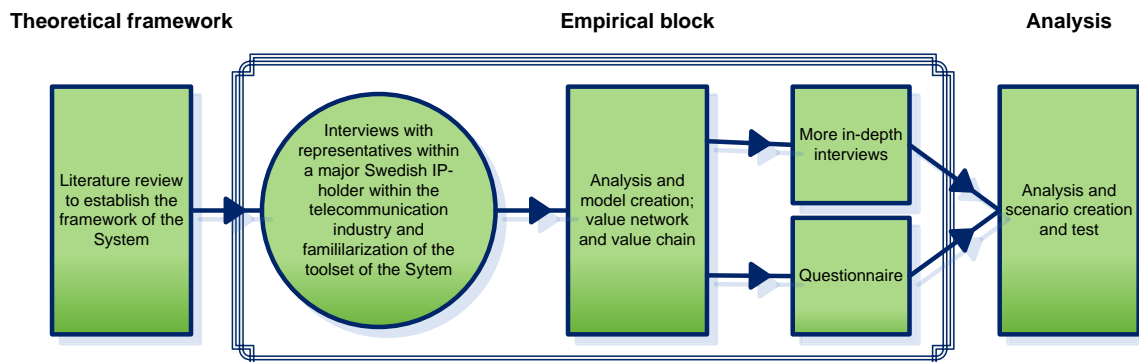 Theoretical framework
Empirical block
Analysis
Literature review
to establish the
framework of the
System
Interviews with
representatives within
a major Swedish IP-
holder within the
telecommunication
industry and
famililarization of the
toolset of the Sytem
Analysis and
model creation;
value network
and value chain
More in-depth
interviews
Questionnaire
Analysis and
scenario creation
and test